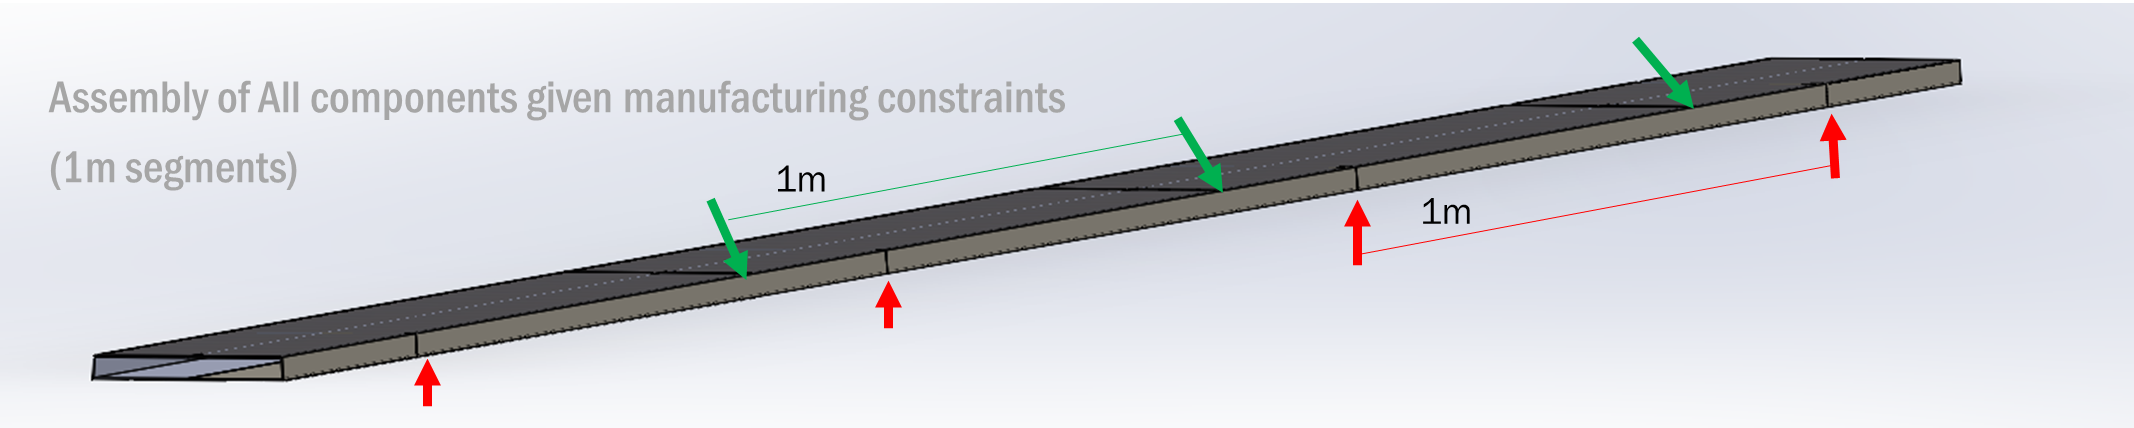 Assembly of All components given manufacturing constraints
(1m segments)
1m
1m